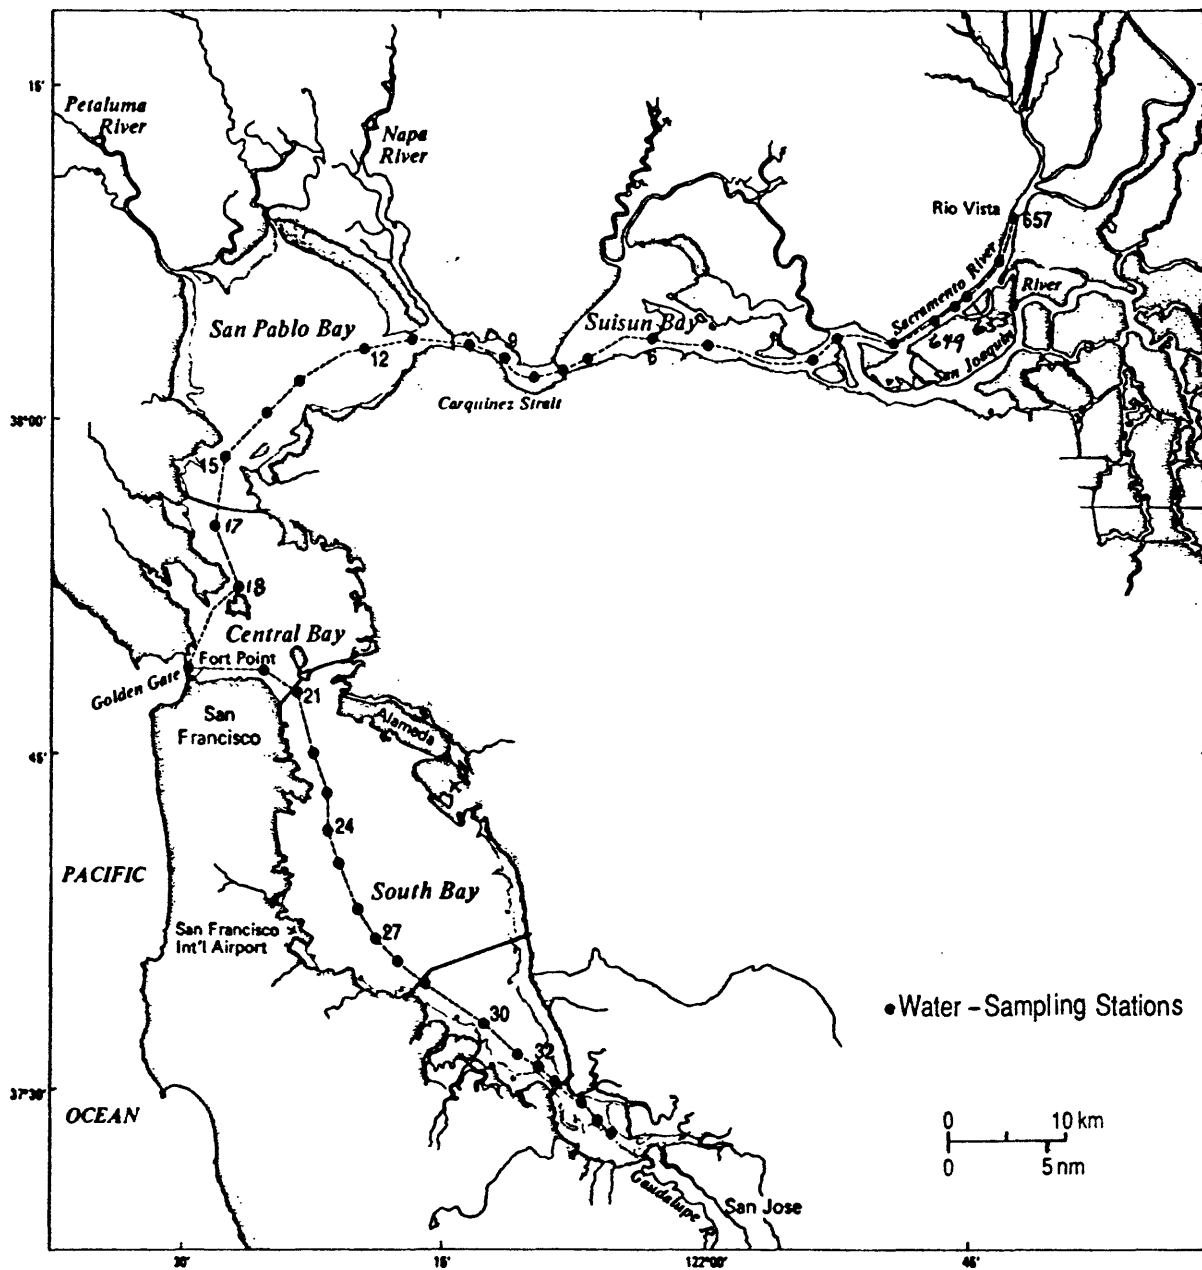 15'
Petaluma
River
Napa
River
Rio Vista
657
Sacramento River
River
San Joaquin
649
653
San Pablo Bay
Suisun Bay
12
9
6
Carquinez Strait
38°00'
15
17
18
Central Bay
Fort Point
Golden Gate
21
San
Francisco
Alameda
45'
24
PACIFIC
South Bay
San Francisco
Int'l Airport
27
30
Water - Sampling Stations
32
37°30'
OCEAN
0 10 km
0 5 nm
Guadalupe R.
San Jose
30'
15'
122°00'
45'